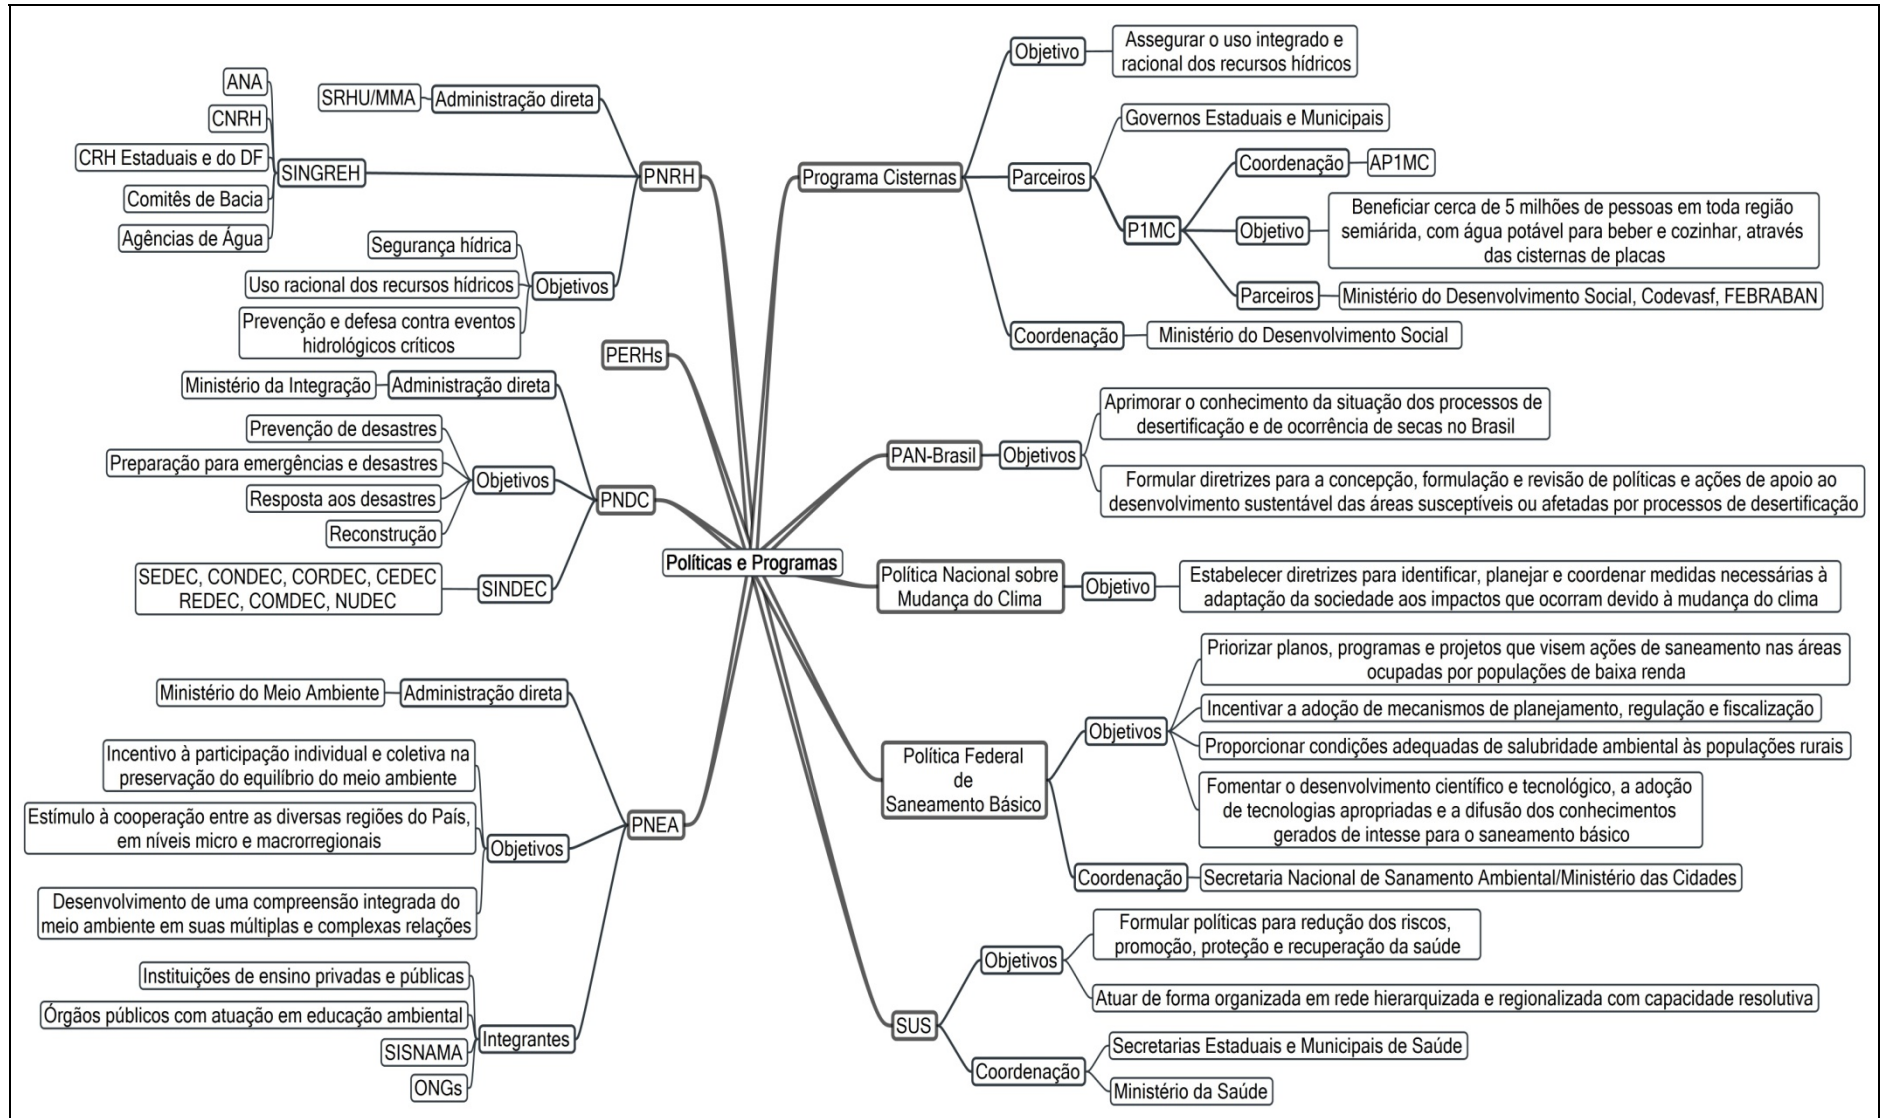 Políticas e Programas
PNRH
Administração direta
SRHU/MMA
SINGREH
ANA
CNRH
CRH Estaduais e do DF
Comitês de Bacia
Agências de Água
Objetivos
Segurança hídrica
Uso racional dos recursos hídricos
Prevenção e defesa contra eventos
hidrológicos críticos
PERHs
PNDC
Administração direta
Ministério da Integração
Objetivos
Prevenção de desastres
Preparação para emergências e desastres
Resposta aos desastres
Reconstrução
SINDEC
SEDEC, CONDEC, CORDEC, CEDEC
REDEC, COMDEC, NUDEC
PNEA
Administração direta
Ministério do Meio Ambiente
Objetivos
Incentivo à participação individual e coletiva na
preservação do equilíbrio do meio ambiente
Estímulo à cooperação entre as diversas regiões do País,
em níveis micro e macrorregionais
Desenvolvimento de uma compreensão integrada do
meio ambiente em suas múltiplas e complexas relações
Integrantes
Instituições de ensino privadas e públicas
Órgãos públicos com atuação em educação ambiental
SISNAMA
ONGs
Programa Cisternas
Objetivo
Assegurar o uso integrado e
racional dos recursos hídricos
Parceiros
Governos Estaduais e Municipais
P1MC
Coordenação
AP1MC
Objetivo
Beneficiar cerca de 5 milhões de pessoas em toda região
semiárida, com água potável para beber e cozinhar, através
das cisternas de placas
Parceiros
Ministério do Desenvolvimento Social, Codevasf, FEBRABAN
Coordenação
Ministério do Desenvolvimento Social
PAN-Brasil
Objetivos
Aprimorar o conhecimento da situação dos processos de
desertificação e de ocorrência de secas no Brasil
Formular diretrizes para a concepção, formulação e revisão de políticas e ações de apoio ao
desenvolvimento sustentável das áreas susceptíveis ou afetadas por processos de desertificação
Política Nacional sobre
Mudança do Clima
Objetivo
Estabelecer diretrizes para identificar, planejar e coordenar medidas necessárias à
adaptação da sociedade aos impactos que ocorram devido à mudança do clima
Política Federal
de
Saneamento Básico
Objetivos
Priorizar planos, programas e projetos que visem ações de saneamento nas áreas
ocupadas por populações de baixa renda
Incentivar a adoção de mecanismos de planejamento, regulação e fiscalização
Proporcionar condições adequadas de salubridade ambiental às populações rurais
Fomentar o desenvolvimento científico e tecnológico, a adoção
de tecnologias apropriadas e a difusão dos conhecimentos
gerados de intesse para o saneamento básico
Coordenação
Secretaria Nacional de Sanamento Ambiental/Ministério das Cidades
SUS
Objetivos
Formular políticas para redução dos riscos,
promoção, proteção e recuperação da saúde
Atuar de forma organizada em rede hierarquizada e regionalizada com capacidade resolutiva
Coordenação
Secretarias Estaduais e Municipais de Saúde
Ministério da Saúde